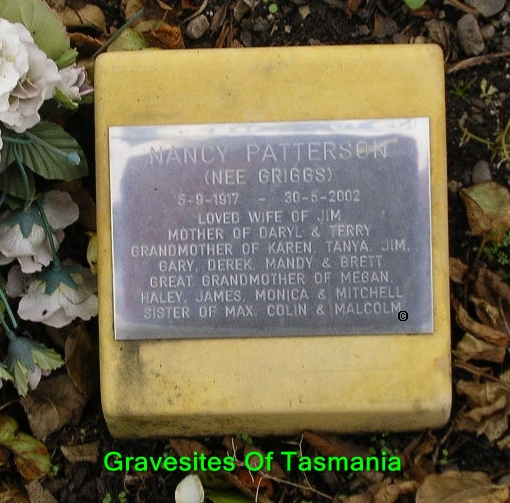 NANCY PATTERSON
(NEE GRIGGS)
5-9-1917 - 30-5-2002
LOVED WIFE OF JIM
MOTHER OF DARYL & TERRY
GRANDMOTHER OF KAREN, TANYA, JIM,
GARY, DEREK, MANDY & BRETT
GREAT GRANDMOTHER OF MEGAN,
HALEY, JAMES, MONICA & MITCHELL
SISTER OF MAX, COLIN & MALCOLM
©
Gravesites Of Tasmania